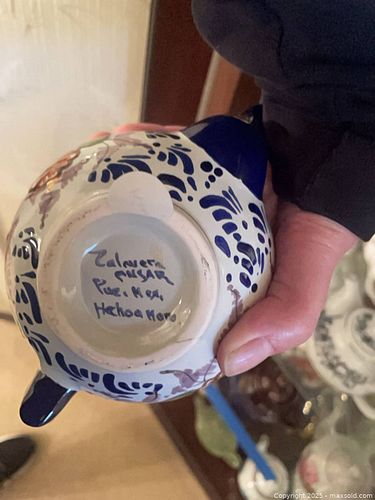 Talavera
CASAR
Pue. Mex.
Hecho a Mano.
Copyright 2025 - maxsold.com